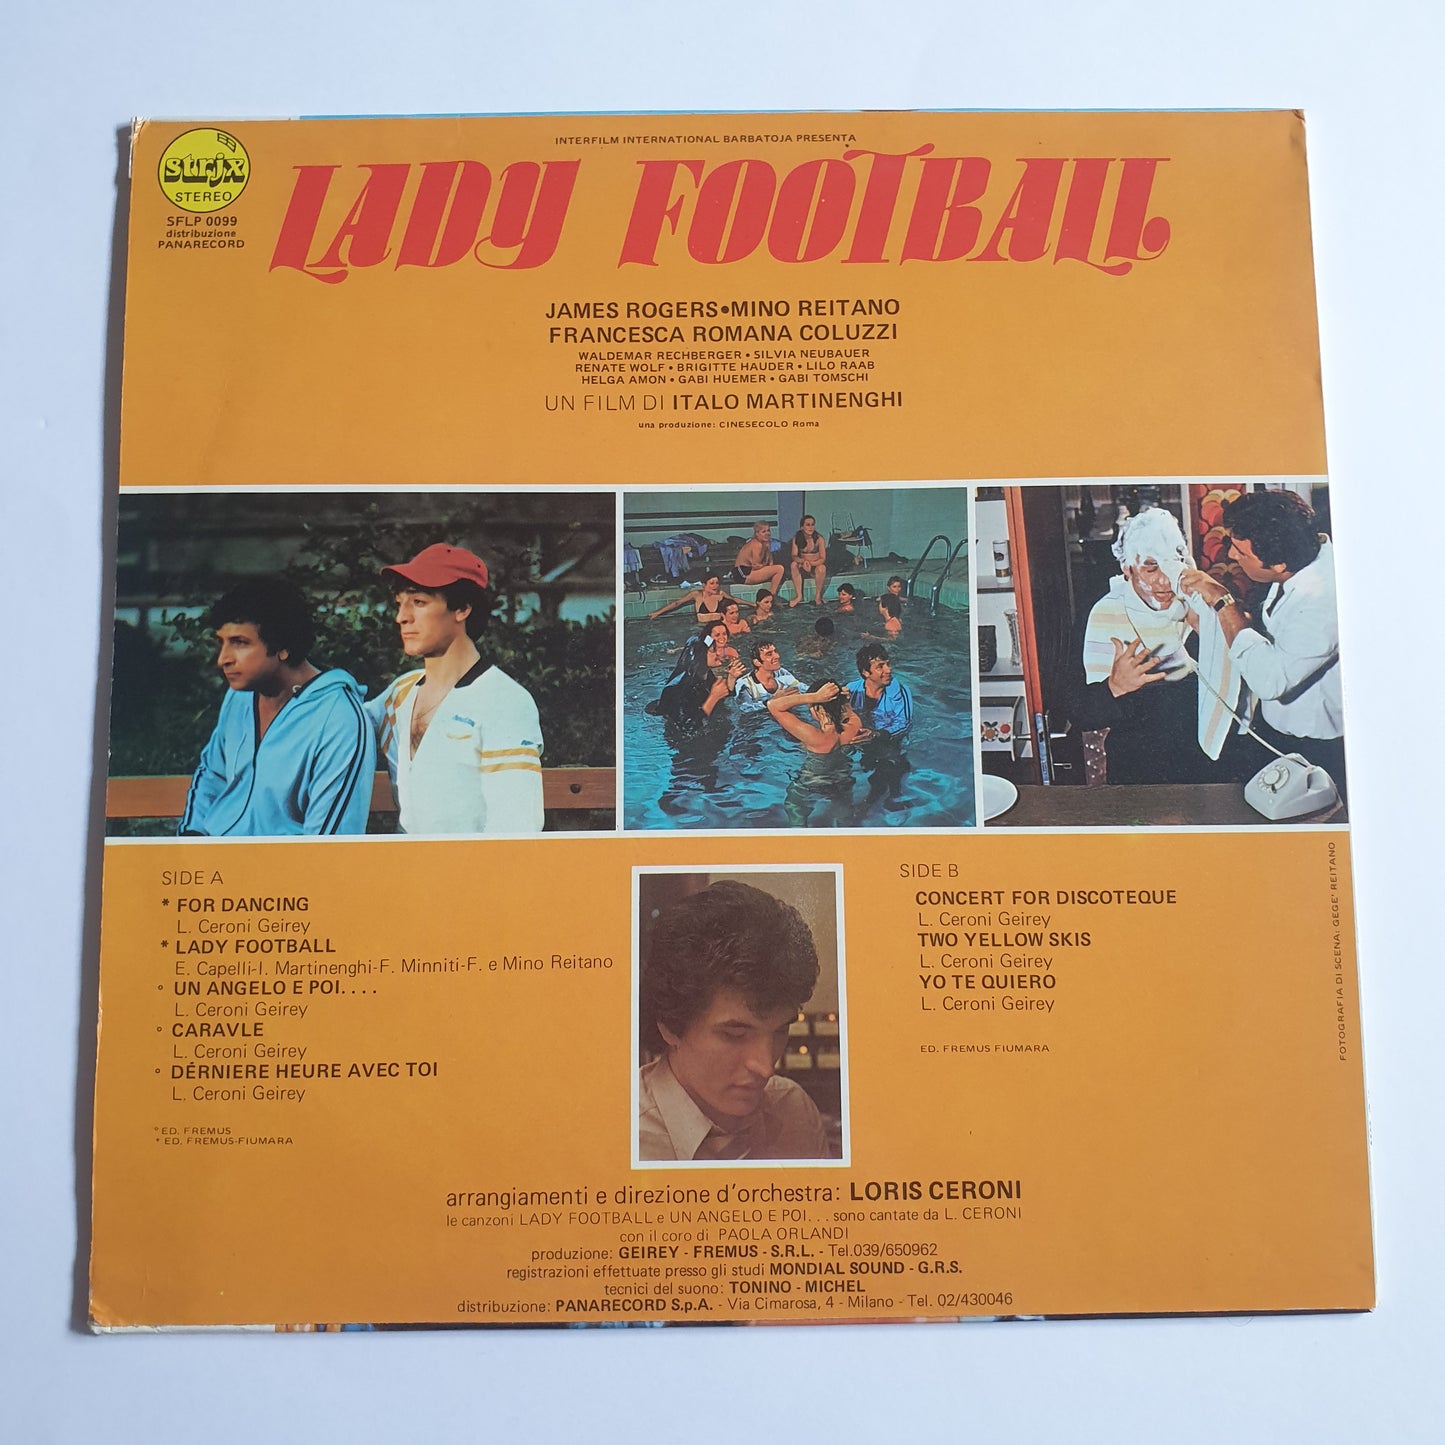 strjx
STEREO
SFLP 0099
distribuzione
PANARECORD
INTERFILM INTERNATIONAL BARBATOJA PRESENTA
LADY FOOTBALL
JAMES ROGERS•MINO REITANO
FRANCESCA ROMANA COLUZZI
WALDEMAR RECHBERGER • SILVIA NEUBAUER
RENATE WOLF • BRIGITTE HAUDER • LILO RAAB
HELGA AMON • GABI HUEMER • GABI TOMSCHI
UN FILM DI ITALO MARTINENGHI
una produzione: CINESECOLO Roma
SIDE A
* FOR DANCING
L. Ceroni Geirey
* LADY FOOTBALL
E. Capelli-I. Martinenghi-F. Minniti-F. e Mino Reitano
° UN ANGELO E POI. . . .
L. Ceroni Geirey
° CARAVLE
L. Ceroni Geirey
° DÉRNIERE HEURE AVEC TOI
L. Ceroni Geirey
° ED. FREMUS
* ED. FREMUS-FIUMARA
SIDE B
CONCERT FOR DISCOTEQUE
L. Ceroni Geirey
TWO YELLOW SKIS
L. Ceroni Geirey
YO TE QUIERO
L. Ceroni Geirey
ED. FREMUS FIUMARA
FOTOGRAFIA DI SCENA: GEGE' REITANO
arrangiamenti e direzione d'orchestra: LORIS CERONI
le canzoni LADY FOOTBALL e UN ANGELO E POI. . . sono cantate da L. CERONI
con il coro di PAOLA ORLANDI
produzione: GEIREY - FREMUS - S.R.L. - Tel.039/650962
registrazioni effettuate presso gli studi MONDIAL SOUND - G.R.S.
tecnici del suono: TONINO - MICHEL
distribuzione: PANARECORD S.p.A. - Via Cimarosa, 4 - Milano - Tel. 02/430046